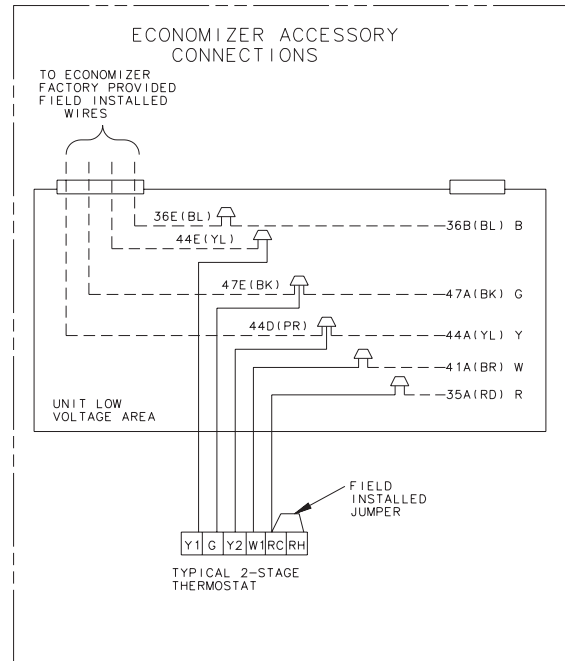 ECONOMIZER ACCESSORY
CONNECTIONS
TO ECONOMIZER
FACTORY PROVIDED
FIELD INSTALLED
WIRES
36E(BL)
36B(BL) B
44E(YL)
47E(BK)
47A(BK) G
44D(PR)
44A(YL) Y
41A(BR) W
35A(RD) R
UNIT LOW
VOLTAGE AREA
FIELD
INSTALLED
JUMPER
Y1 G Y2 W1 RC RH
TYPICAL 2-STAGE
THERMOSTAT